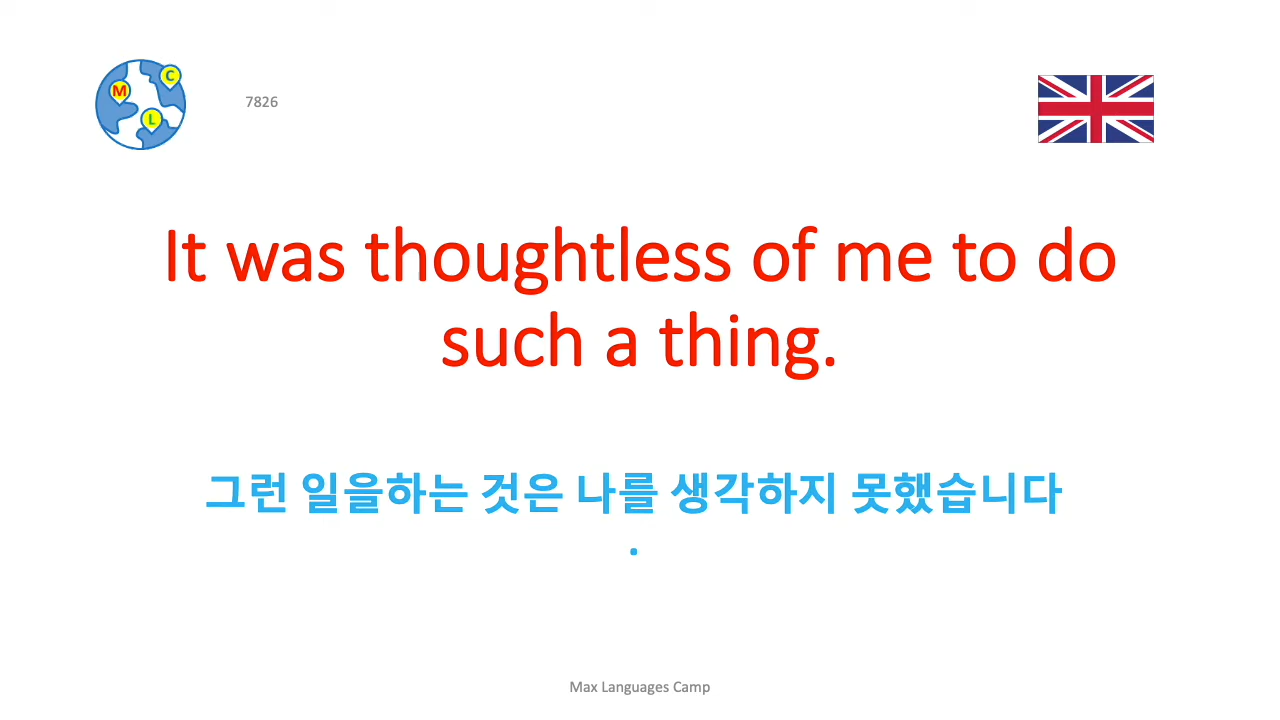 M
C
L
7826
It was thoughtless of me to do
such a thing.
그런 일을하는 것은 나를 생각하지 못했습니다
.
Max Languages Camp